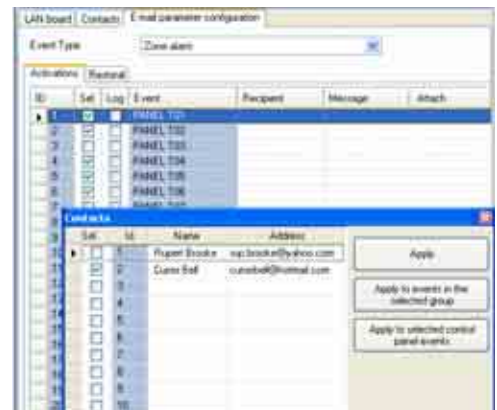 LAN board Contacts E-mail parameter configuration
Event Type Zone alarm
Activations Restoral
ID Sel Log Event Recipient Message Attach
1 PANEL T01
2 PANEL T02
3 PANEL T03
4 PANEL T04
5 PANEL T05
6 PANEL T06
Contacts
Sel Id Name Address
1 Rupert Brooke
2
3
4
5
6
7
8
9
10
Apply
Apply to events in the
selected group
Apply to selected control
panel events